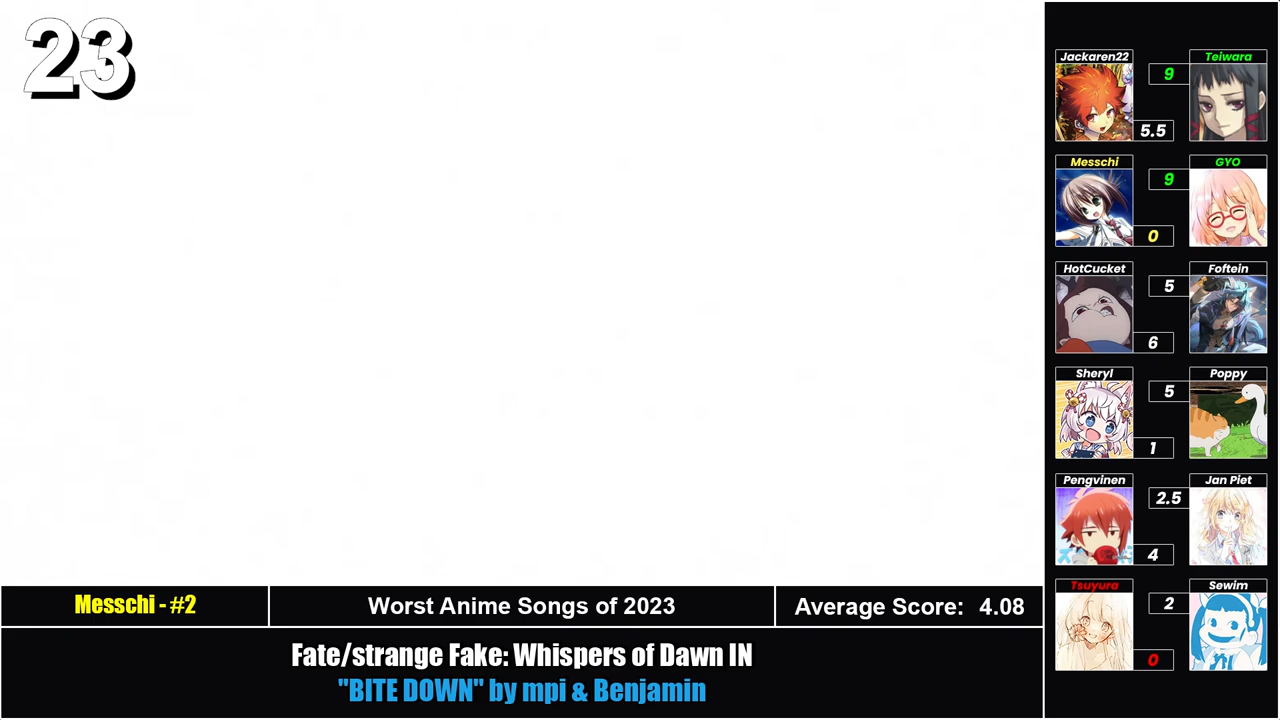 23
Jackaren22
Teiwara
9
5.5
Messchi
GYO
9
0
HotCucket
Foftein
5
6
Sheryl
Poppy
5
1
Pengvinen
Jan Piet
2.5
4
Tsuyura
Sewim
2
0
Messchi - #2
Worst Anime Songs of 2023
Average Score: 4.08
Fate/strange Fake: Whispers of Dawn IN
"BITE DOWN" by mpi & Benjamin